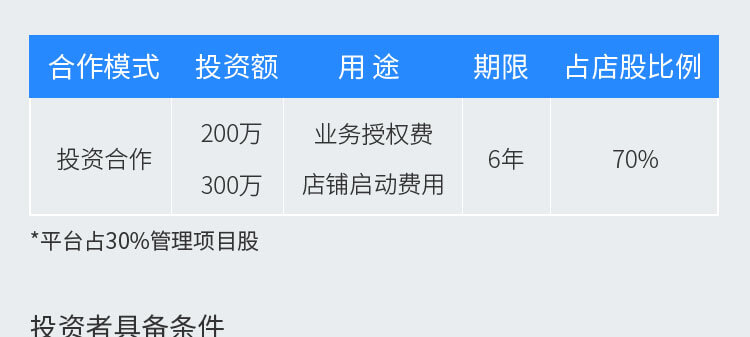 合作模式 投资额 用 途 期限 占店股比例
200万 业务授权费
投资合作 6年 70%
300万 店铺启动费用
*平台占30%管理项目股
投资者具备条件